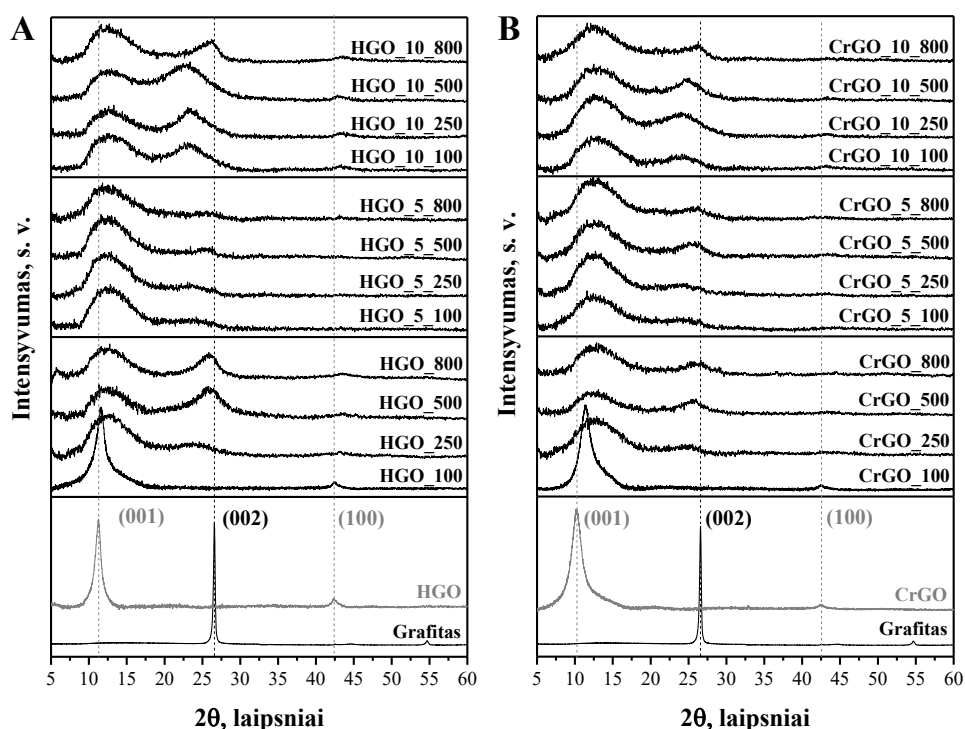 A
Intensyvumas, s. v.
HGO_10_800
HGO_10_500
HGO_10_250
HGO_10_100
Intensyvumas, s. v.
HGO_5_800
HGO_5_500
HGO_5_250
HGO_5_100
HGO_800
HGO_500
HGO_250
HGO_100
(001) (002) (100)
HGO
Grafitas
5 10 15 20 25 30 35 40 45 50 55 60
2θ, laipsniai
B
CrGO_10_800
CrGO_10_500
CrGO_10_250
CrGO_10_100
CrGO_5_800
CrGO_5_500
CrGO_5_250
CrGO_5_100
CrGO_800
CrGO_500
CrGO_250
CrGO_100
(001) (002) (100)
CrGO
Grafitas
5 10 15 20 25 30 35 40 45 50 55 60
2θ, laipsniai